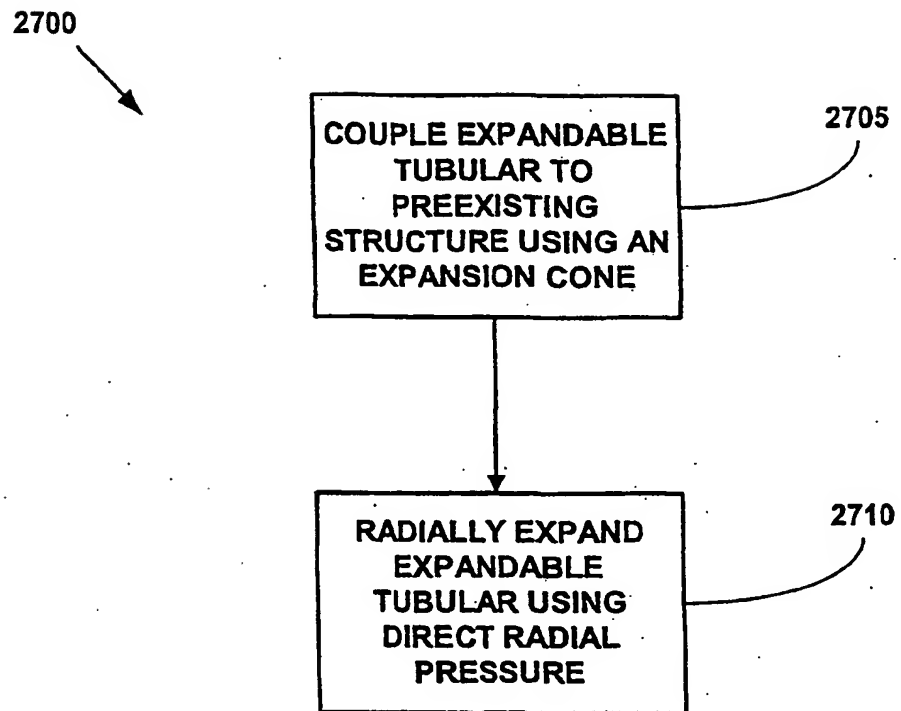 2700
COUPLE EXPANDABLE
TUBULAR TO
PREEXISTING
STRUCTURE USING AN
EXPANSION CONE
2705
RADIALLY EXPAND
EXPANDABLE
TUBULAR USING
DIRECT RADIAL
PRESSURE
2710